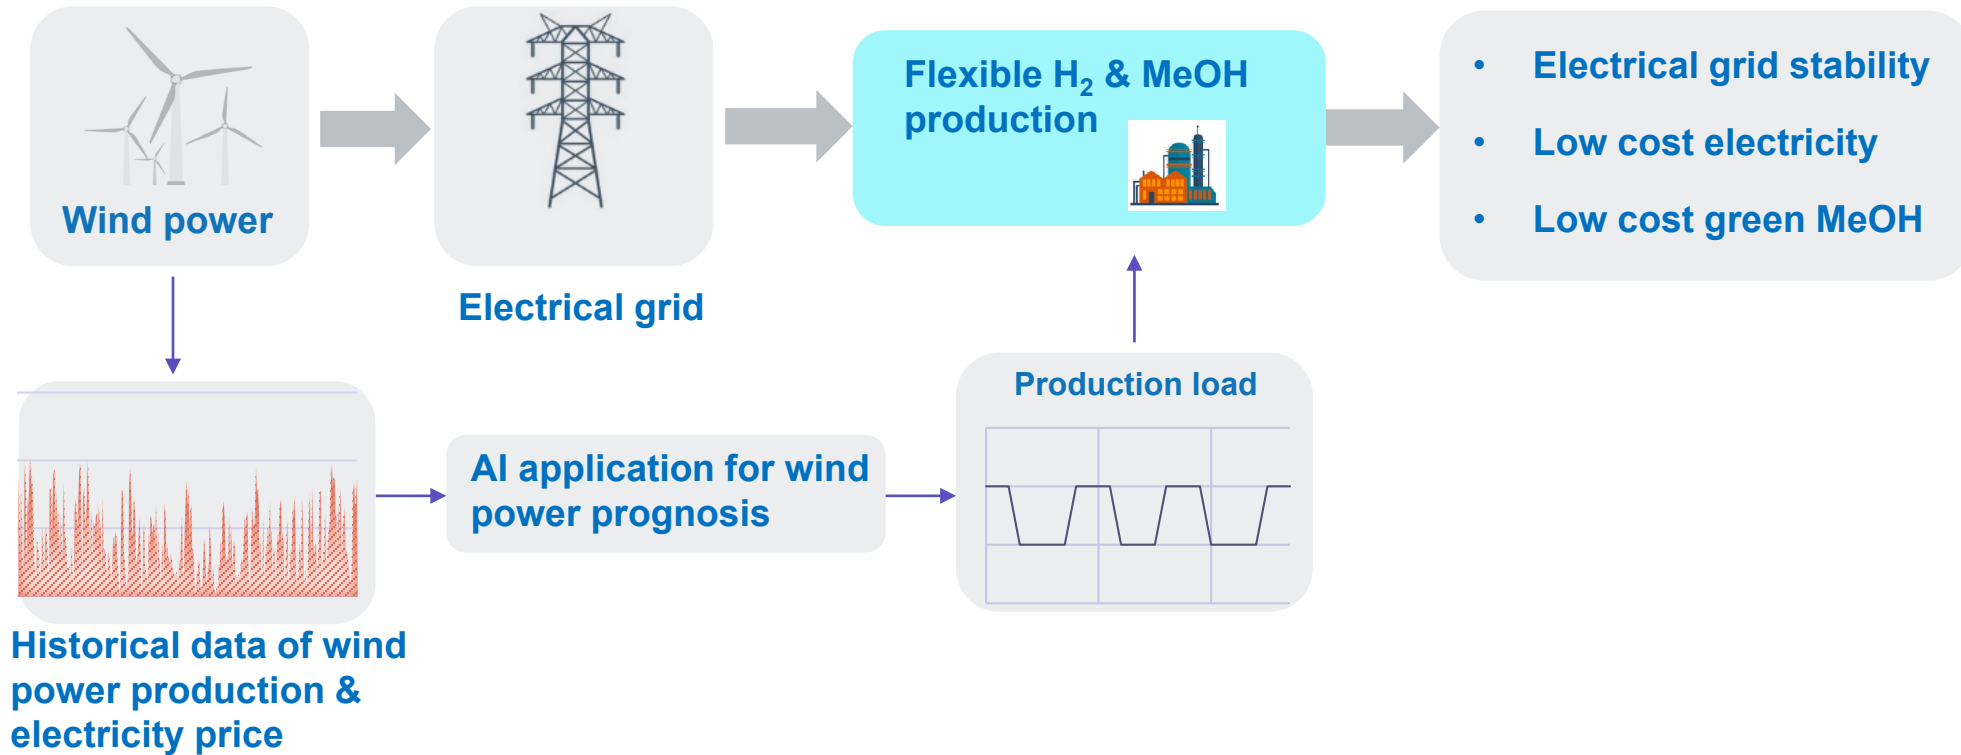 Wind power
Electrical grid
Flexible H₂ & MeOH
production
• Electrical grid stability
• Low cost electricity
• Low cost green MeOH
Historical data of wind
power production &
electricity price
AI application for wind
power prognosis
Production load